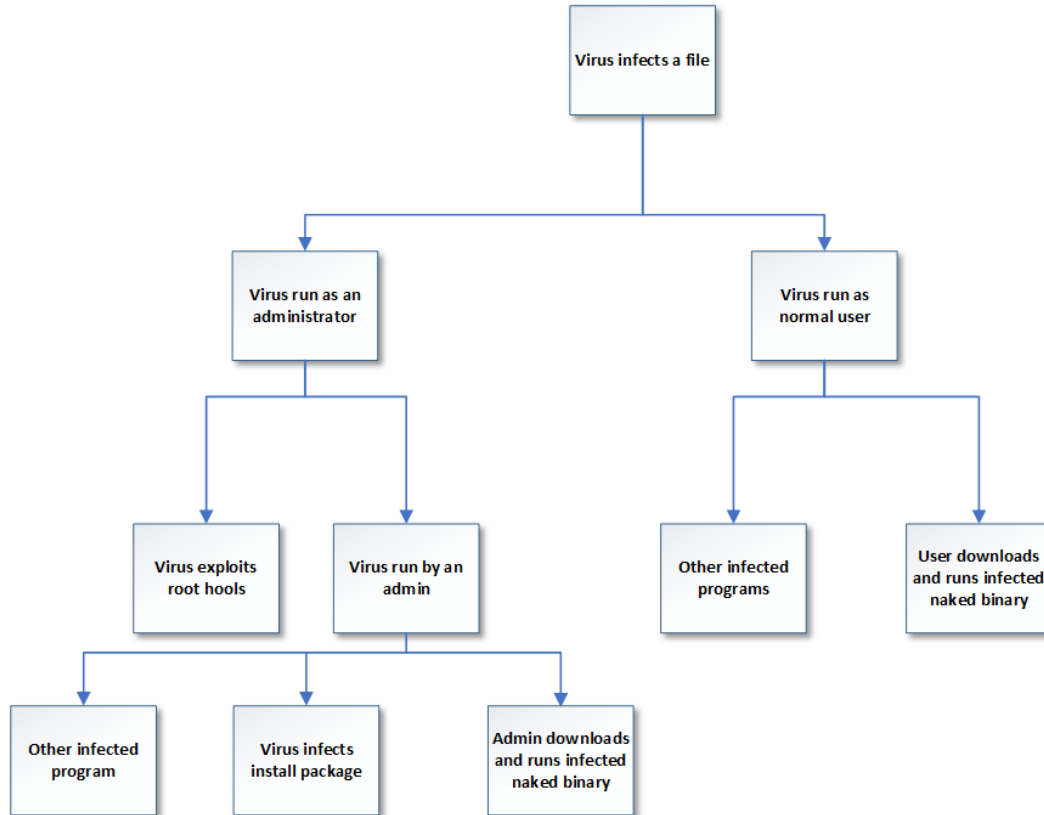 Virus infects a file
Virus run as an
administrator
Virus run as
normal user
Virus exploits
root hools
Virus run by an
admin
Other infected
programs
User downloads
and runs infected
naked binary
Other infected
program
Virus infects
install package
Admin downloads
and runs infected
naked binary